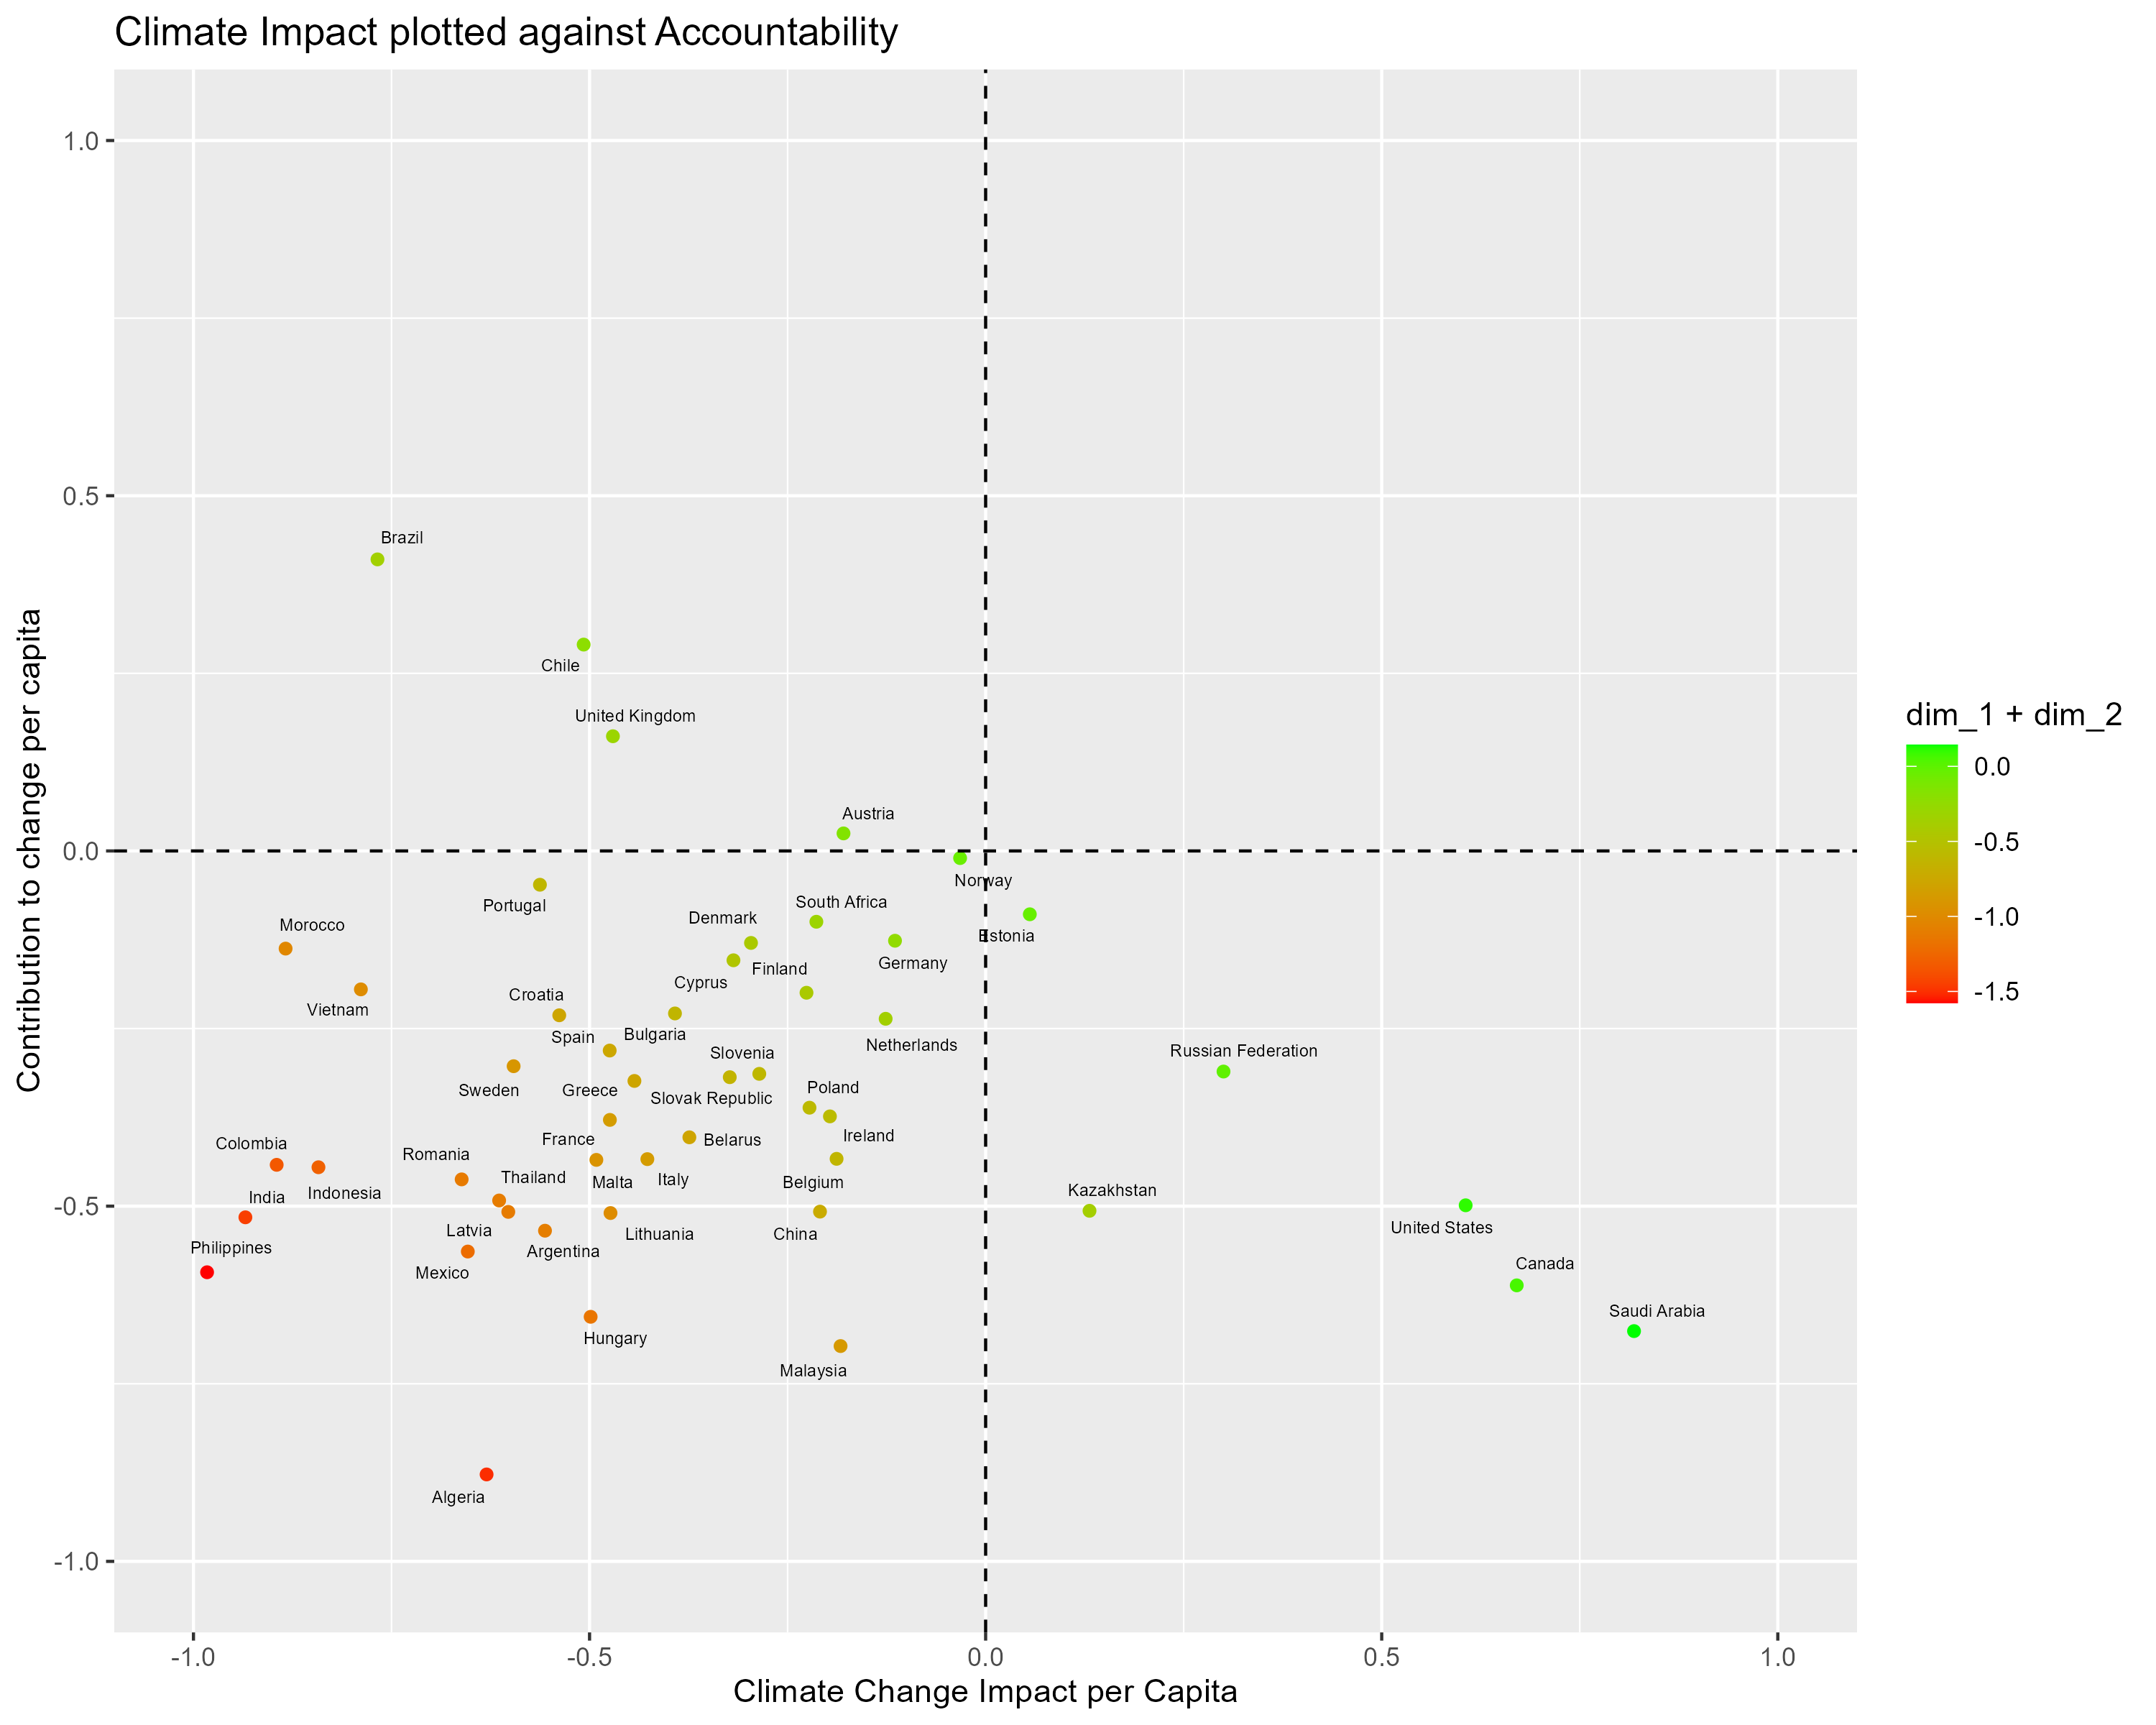 Climate Impact plotted against Accountability
Contribution to change per capita
1.0
0.5
0.0
-0.5
-1.0
Brazil
Chile
United Kingdom
Austria
Norway
Portugal
South Africa
Denmark
Morocco
Estonia
Germany
Finland
Cyprus
Croatia
Vietnam
Spain
Bulgaria
Netherlands
Slovenia
Russian Federation
Poland
Sweden
Greece
Slovak Republic
Ireland
France
Belarus
Colombia
Romania
Thailand
Italy
Malta
Belgium
Kazakhstan
Indonesia
India
United States
Latvia
Lithuania
China
Philippines
Argentina
Canada
Mexico
Saudi Arabia
Hungary
Malaysia
Algeria
-1.0
-0.5
0.0
0.5
1.0
Climate Change Impact per Capita
dim_1 + dim_2
0.0
-0.5
-1.0
-1.5